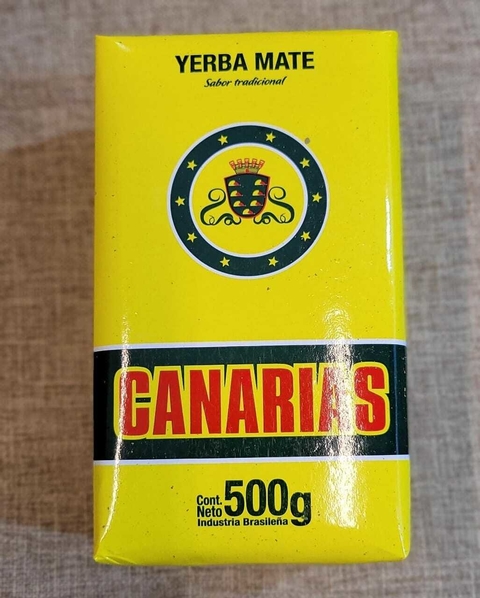 YERBA MATE
Sabor tradicional
CANARIAS
Cont.
Neto 500g
Industria Brasileña